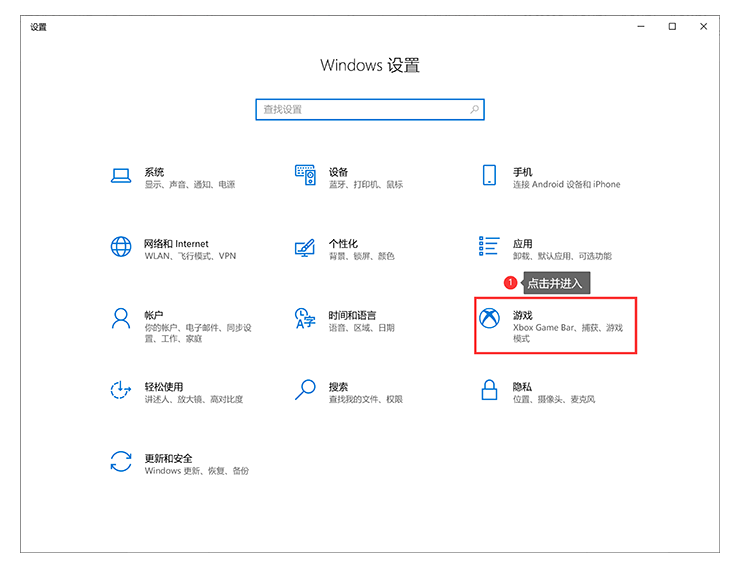 设置
Windows 设置
查找设置
系统
显示、声音、通知、电源
设备
蓝牙、打印机、鼠标
手机
连接 Android 设备和 iPhone
网络和 Internet
WLAN、飞行模式、VPN
个性化
背景、锁屏、颜色
应用
卸载、默认应用、可选功能
1 点击并进入
帐户
你的帐户、电子邮件、同步设
置、工作、家庭
时间和语言
语音、区域、日期
游戏
Xbox Game Bar、捕获、游戏
模式
轻松使用
讲述人、放大镜、高对比度
搜索
查找我的文件、权限
隐私
位置、摄像头、麦克风
更新和安全
Windows 更新、恢复、备份